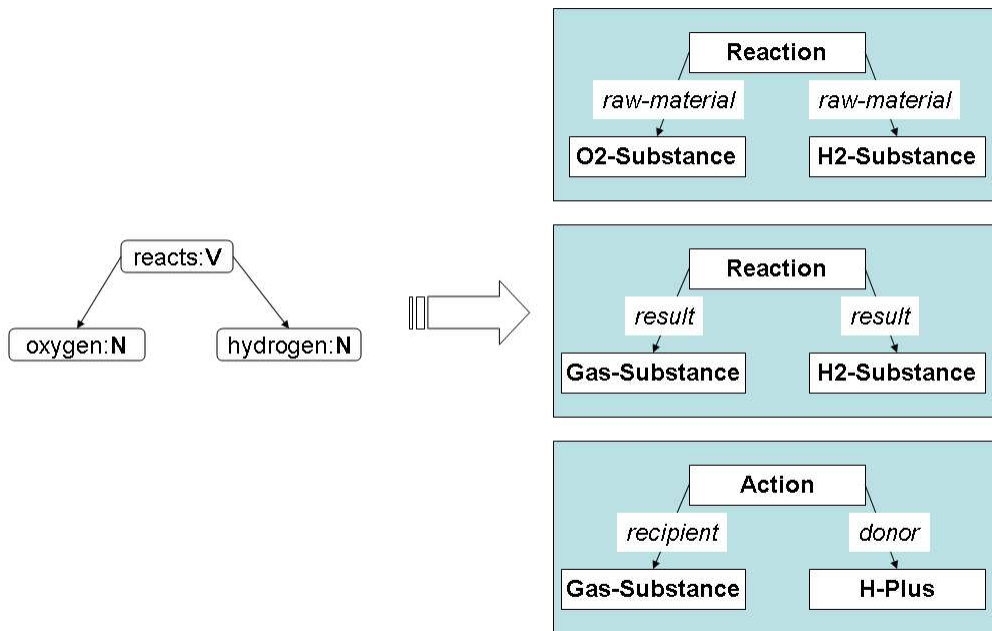 reacts:V
oxygen:N
hydrogen:N
Reaction
raw-material
raw-material
O2-Substance
H2-Substance
Reaction
result
result
Gas-Substance
H2-Substance
Action
recipient
donor
Gas-Substance
H-Plus